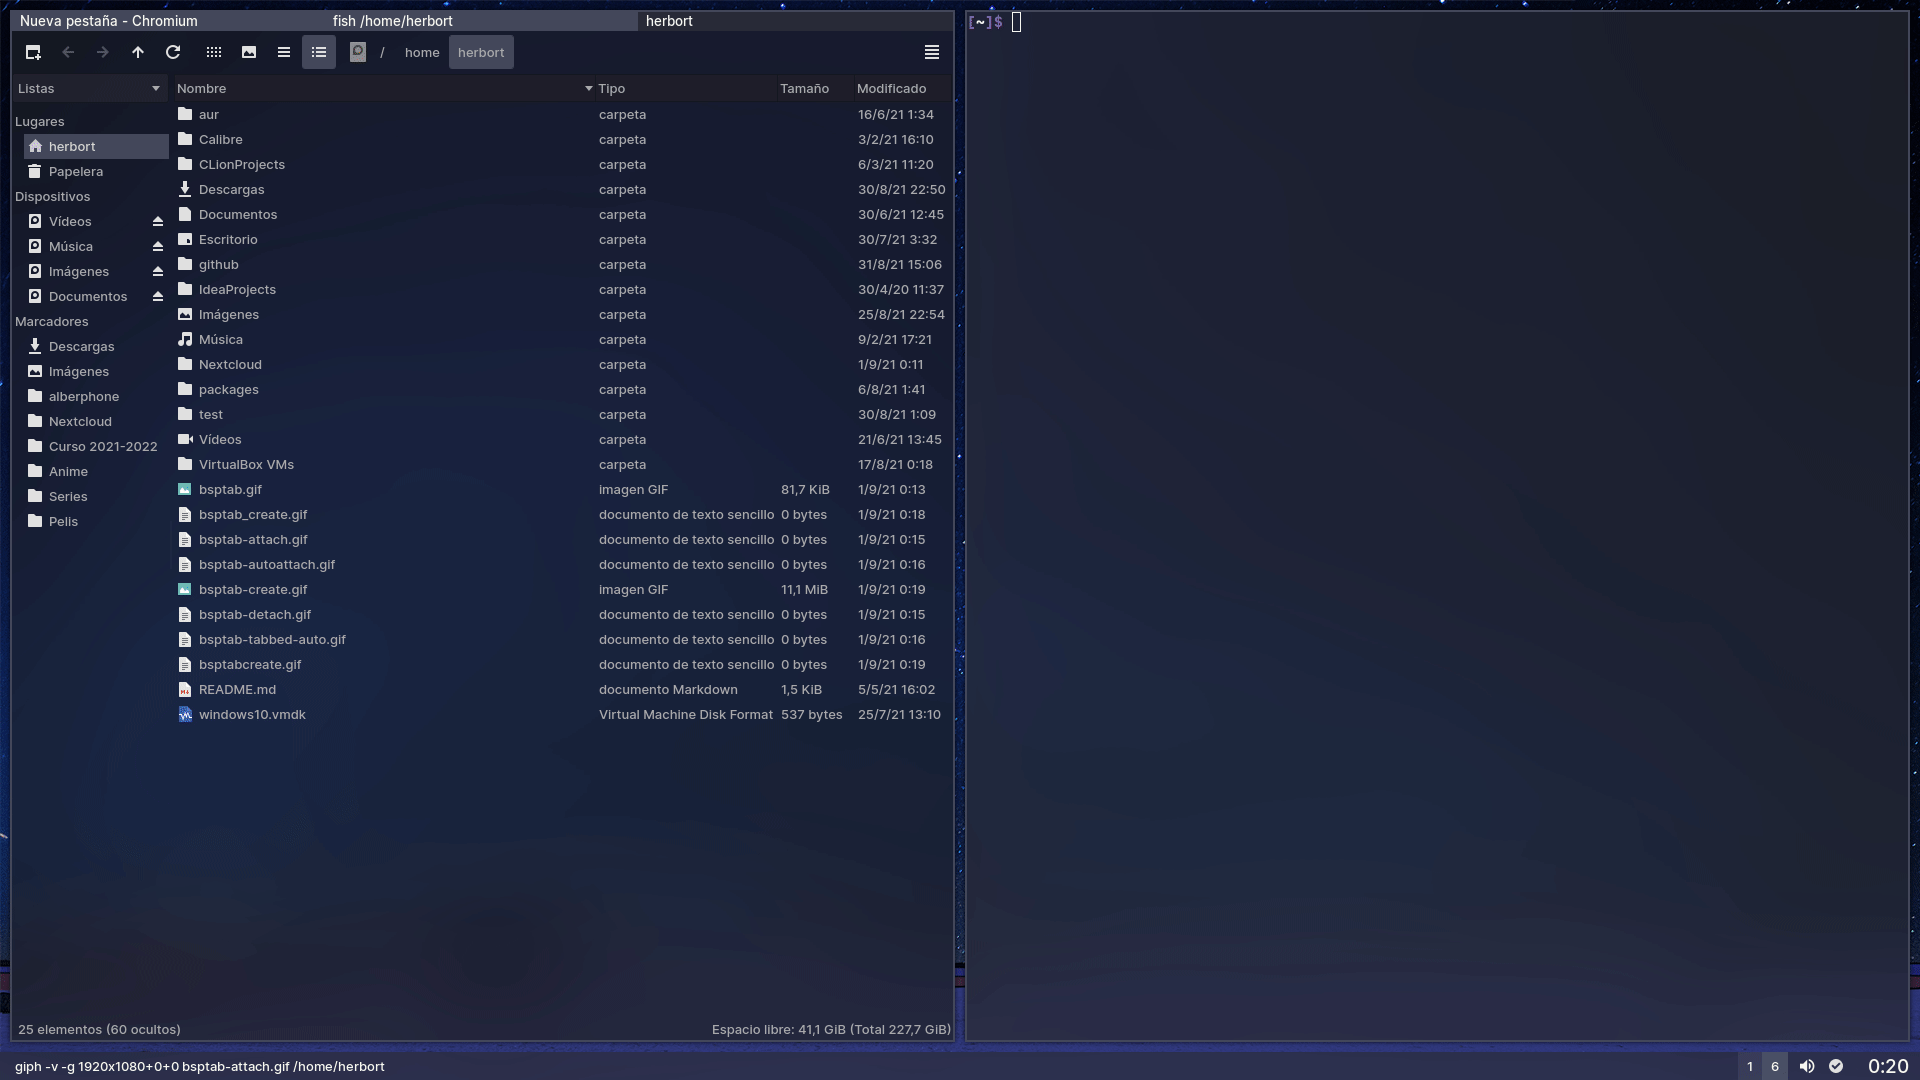 Nueva pestaña - Chromium fish /home/herbort herbort
/ home herbort
Listas
Lugares
herbort
Papelera
Dispositivos
Vídeos
Música
Imágenes
Documentos
Marcadores
Descargas
Imágenes
alberphone
Nextcloud
Curso 2021-2022
Anime
Series
Pelis
Nombre Tipo Tamaño Modificado
aur carpeta 16/6/21 1:34
Calibre carpeta 3/2/21 16:10
CLionProjects carpeta 6/3/21 11:20
Descargas carpeta 30/8/21 22:50
Documentos carpeta 30/6/21 12:45
Escritorio carpeta 30/7/21 3:32
github carpeta 31/8/21 15:06
IdeaProjects carpeta 30/4/20 11:37
Imágenes carpeta 25/8/21 22:54
Música carpeta 9/2/21 17:21
Nextcloud carpeta 1/9/21 0:11
packages carpeta 6/8/21 1:41
test carpeta 30/8/21 1:09
Vídeos carpeta 21/6/21 13:45
VirtualBox VMs carpeta 17/8/21 0:18
bsptab.gif imagen GIF 81,7 KiB 1/9/21 0:13
bsptab_create.gif documento de texto sencillo 0 bytes 1/9/21 0:18
bsptab-attach.gif documento de texto sencillo 0 bytes 1/9/21 0:15
bsptab-autoattach.gif documento de texto sencillo 0 bytes 1/9/21 0:16
bsptab-create.gif imagen GIF 11,1 MiB 1/9/21 0:19
bsptab-detach.gif documento de texto sencillo 0 bytes 1/9/21 0:15
bsptab-tabbed-auto.gif documento de texto sencillo 0 bytes 1/9/21 0:16
bsptabcreate.gif documento de texto sencillo 0 bytes 1/9/21 0:19
README.md documento Markdown 1,5 KiB 5/5/21 16:02
windows10.vmdk Virtual Machine Disk Format 537 bytes 25/7/21 13:10
25 elementos (60 ocultos) Espacio libre: 41,1 GiB (Total 227,7 GiB)
[~]$
giph -v -g 1920x1080+0+0 bsptab-attach.gif /home/herbort 1 6 0:20